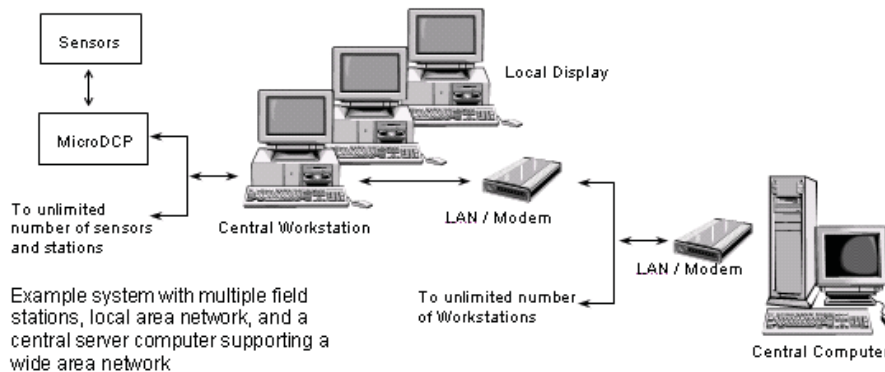 Sensors
Local Display
MicroDCP
To unlimited
number of sensors
and stations
Central Workstation
LAN / Modem
LAN / Modem
To unlimited number
of Workstations
Central Computer
Example system with multiple field
stations, local area network, and a
central server computer supporting a
wide area network